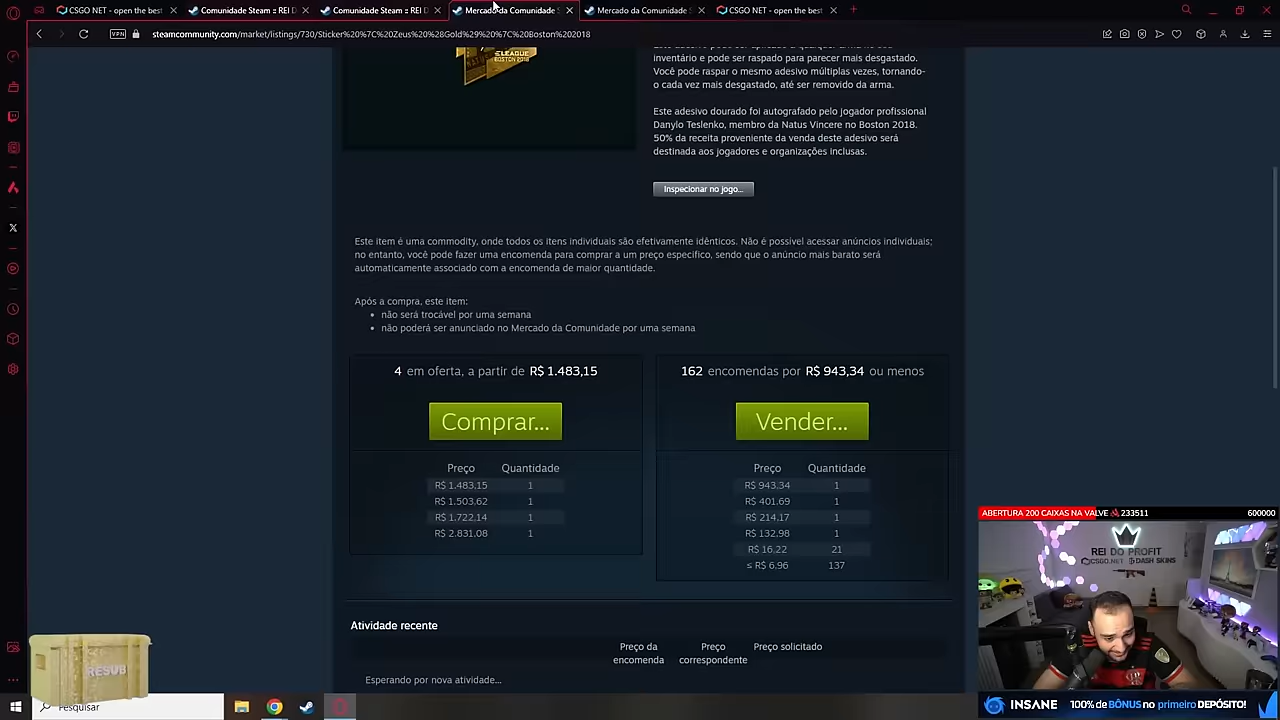 CSGO NET - open the best
Comunidade Steam :: REI D
Comunidade Steam :: REI D
Mercado da Comunidade S
Mercado da Comunidade S
CSGO NET - open the best
VPN
steamcommunity.com/market/listings/730/Sticker%20%7C%20Zeus%20%28Gold%29%20%7C%20Boston%202018
ELEAGUE
BOSTON 2018
inventário e pode ser raspado para parecer mais desgastado.
Você pode raspar o mesmo adesivo múltiplas vezes, tornando-
o cada vez mais desgastado, até ser removido da arma.
Este adesivo dourado foi autografado pelo jogador profissional
Danylo Teslenko, membro da Natus Vincere no Boston 2018.
50% da receita proveniente da venda deste adesivo será
destinada aos jogadores e organizações inclusas.
Inspecionar no jogo...
Este item é uma commodity, onde todos os itens individuais são efetivamente idênticos. Não é possível acessar anúncios individuais;
no entanto, você pode fazer uma encomenda para comprar a um preço específico, sendo que o anúncio mais barato será
automaticamente associado com a encomenda de maior quantidade.
Após a compra, este item:
não será trocável por uma semana
não poderá ser anunciado no Mercado da Comunidade por uma semana
4 em oferta, a partir de R$ 1.483,15
162 encomendas por R$ 943,34 ou menos
Comprar...
Vender...
Preço Quantidade
R$ 1.483,15 1
R$ 1.503,62 1
R$ 1.722,14 1
R$ 2.831,08 1
Preço Quantidade
R$ 943,34 1
R$ 401,69 1
R$ 214,17 1
R$ 132,98 1
R$ 16,22 21
≤ R$ 6,96 137
Atividade recente
Preço da
encomenda
Preço
correspondente
Preço solicitado
Esperando por nova atividade...
ABERTURA 200 CAIXAS NA VALVE 233511 600000
REI DO PROFIT
CSGO.NET DASH SKINS
RESUB
Pesquisar
INSANE 100% de BÔNUS no primeiro DEPÓSITO!